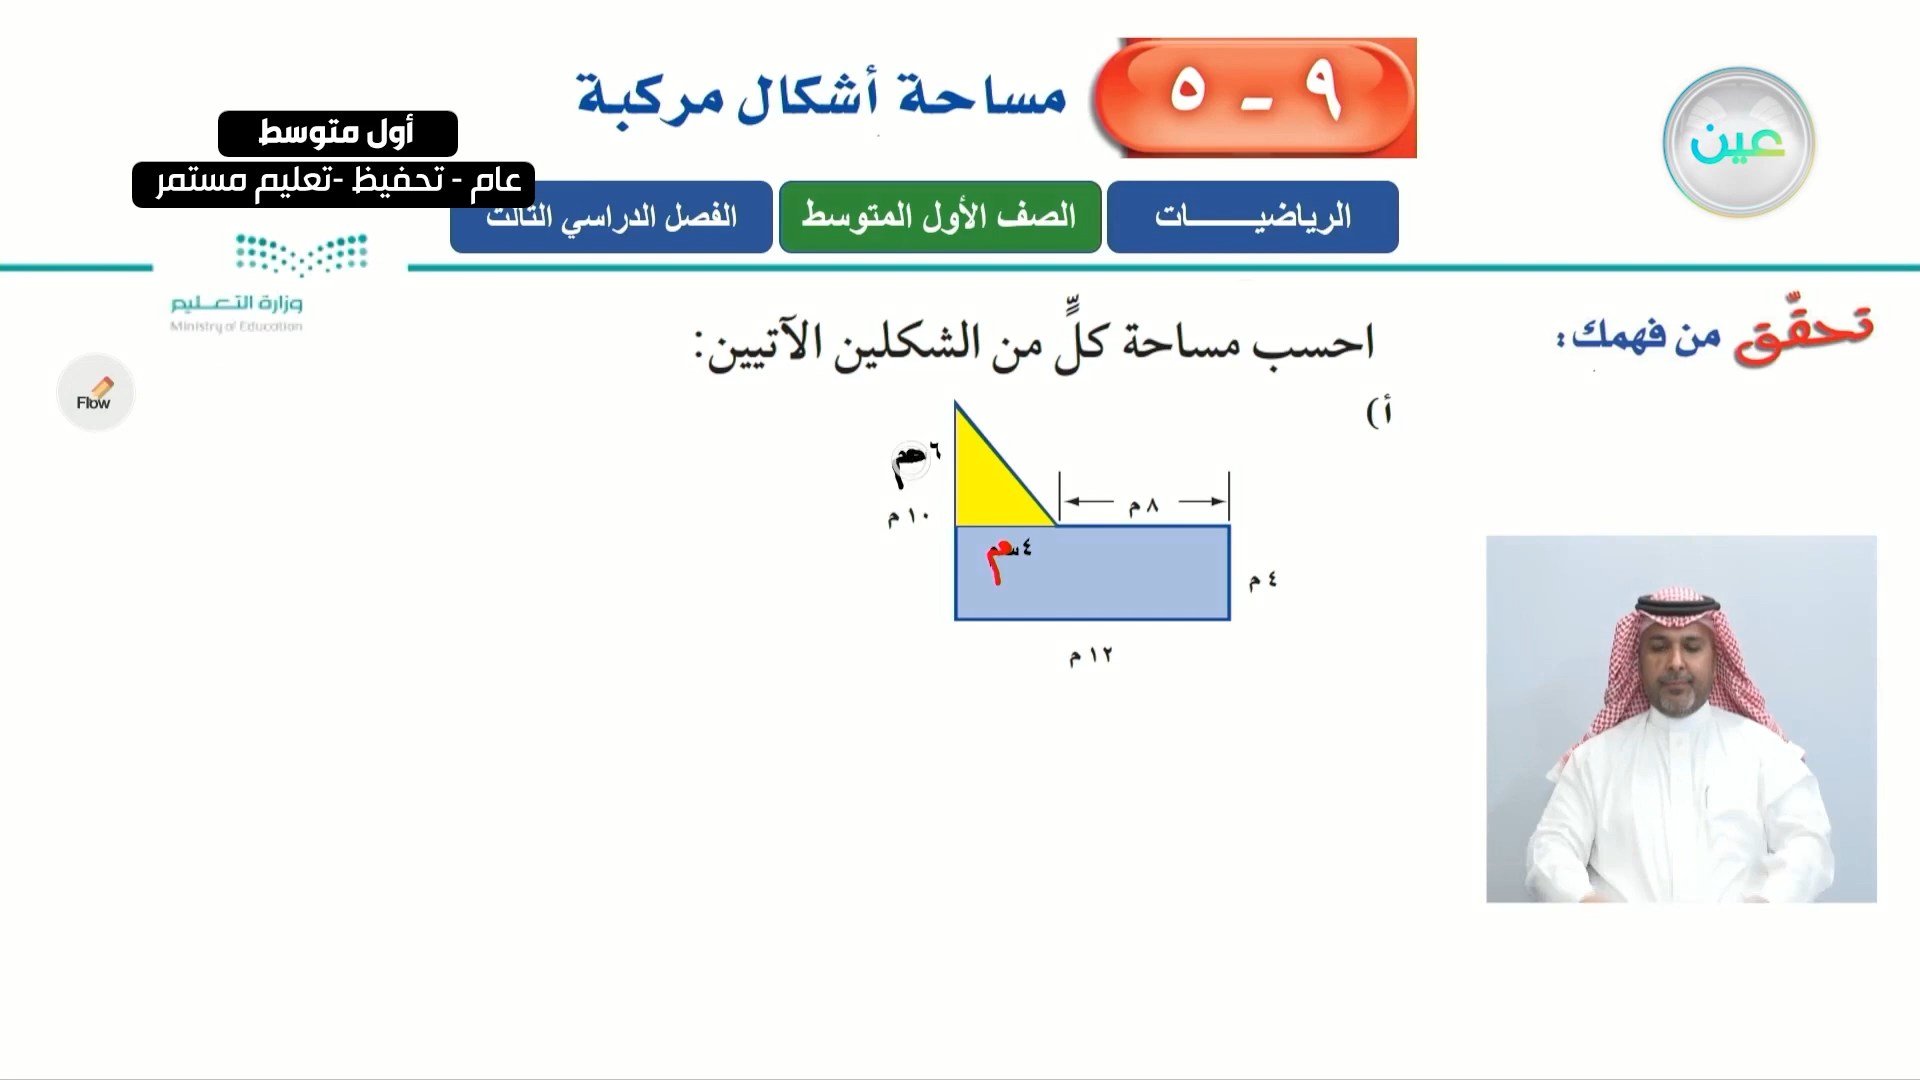 ٩ - ٥ مساحة أشكال مركبة
عين
أول متوسط
عام - تحفيظ -تعليم مستمر
الرياضيـــــــات
الصف الأول المتوسط
الفصل الدراسي الثالث
وزارة التعليم
Ministry of Education
Flow
تحقق من فهمك:
احسب مساحة كلٍّ من الشكلين الآتيين:
أ)
٦ م
٨ م
١٠ م
٤ م
٤ م
١٢ م